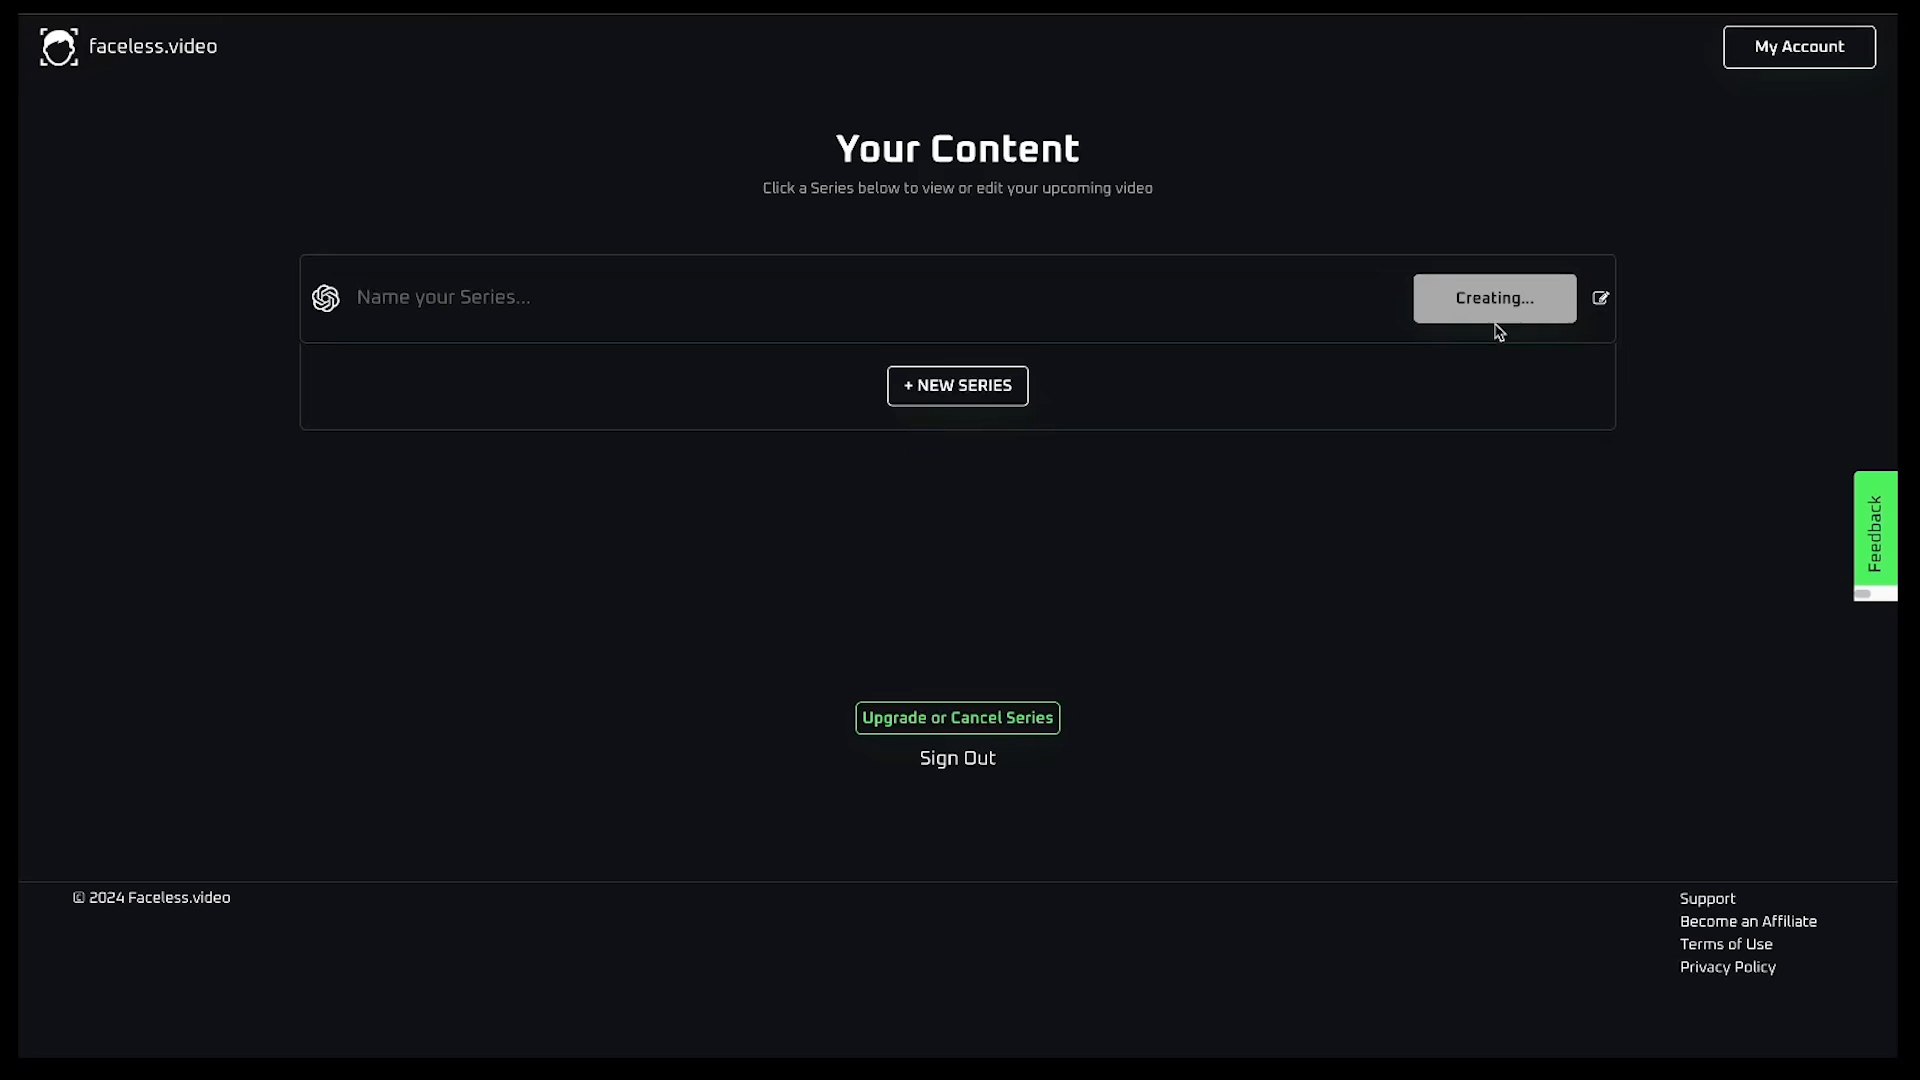 faceless.video
My Account
Your Content
Click a Series below to view or edit your upcoming video
Name your Series...
Creating...
+ NEW SERIES
Feedback
Upgrade or Cancel Series
Sign Out
© 2024 Faceless.video
Support
Become an Affiliate
Terms of Use
Privacy Policy